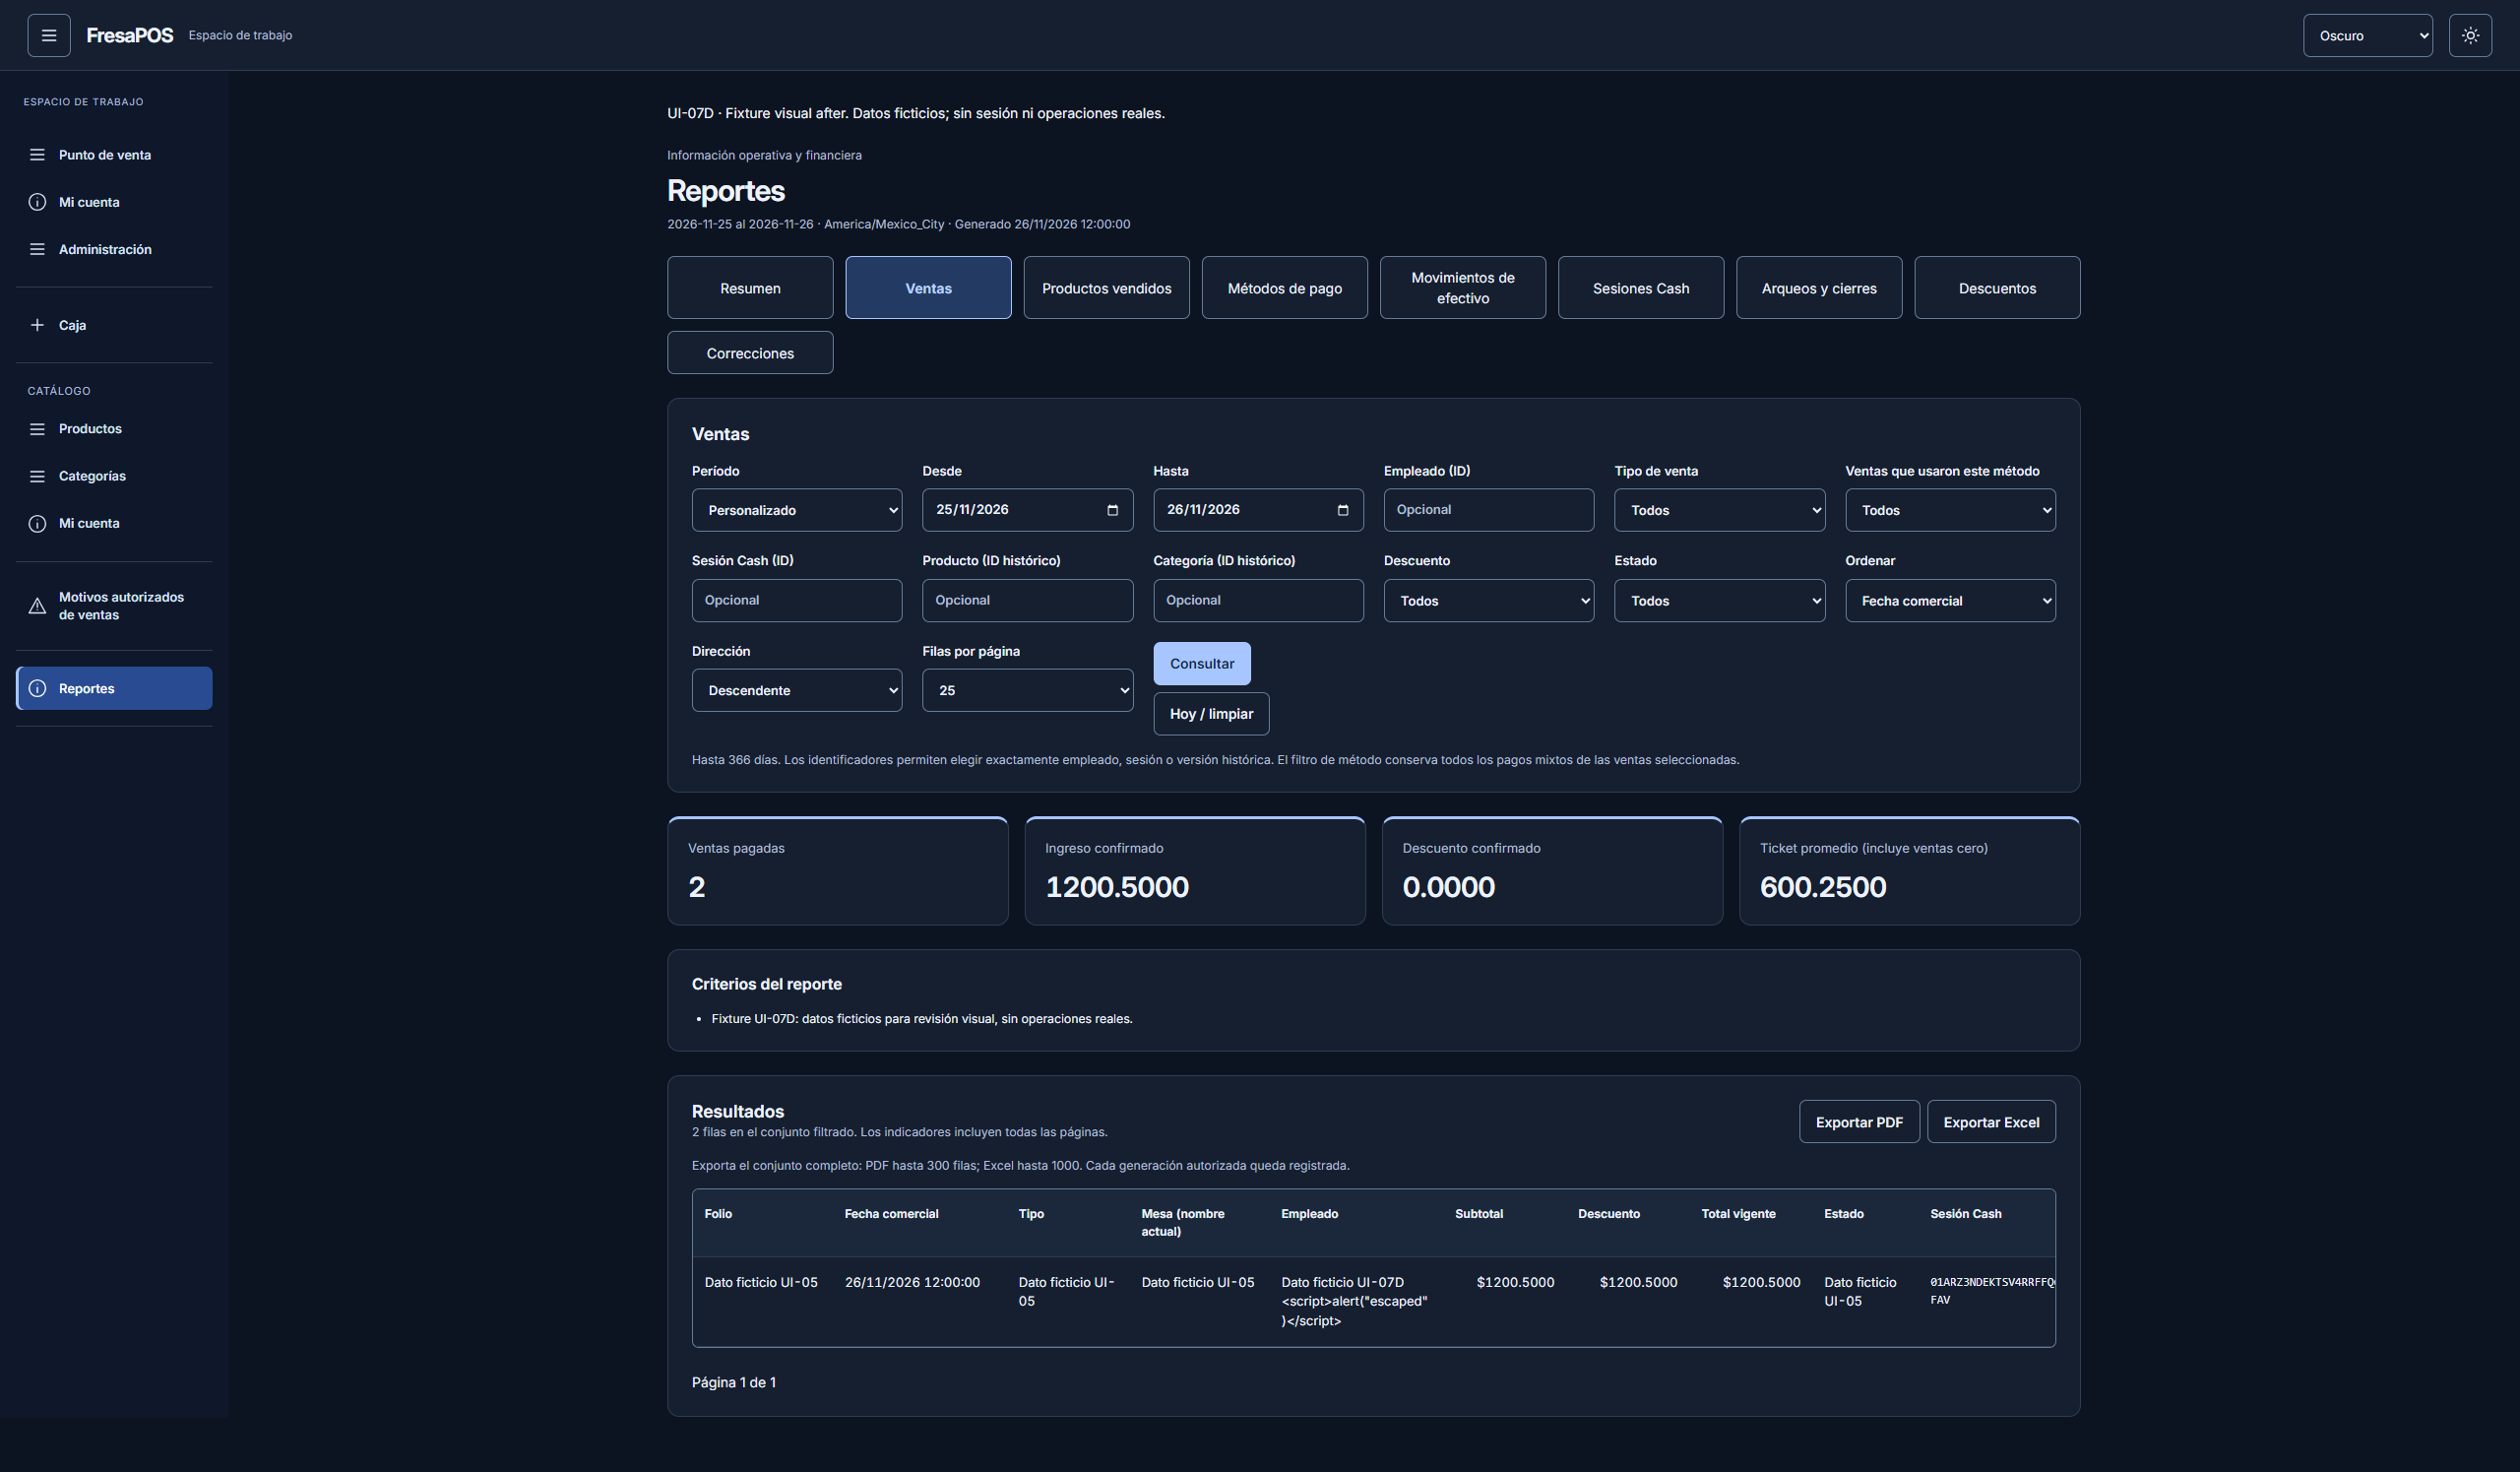 FresaPOS Espacio de trabajo Oscuro
ESPACIO DE TRABAJO
Punto de venta
Mi cuenta
Administración
Caja
CATÁLOGO
Productos
Categorías
Mi cuenta
Motivos autorizados
de ventas
Reportes
UI-07D · Fixture visual after. Datos ficticios; sin sesión ni operaciones reales.
Información operativa y financiera
Reportes
2026-11-25 al 2026-11-26 · America/Mexico_City · Generado 26/11/2026 12:00:00
Resumen
Ventas
Productos vendidos
Métodos de pago
Movimientos de
efectivo
Sesiones Cash
Arqueos y cierres
Descuentos
Correcciones
Ventas
Período Desde Hasta Empleado (ID) Tipo de venta Ventas que usaron este método
Personalizado 25/11/2026 26/11/2026 Opcional Todos Todos
Sesión Cash (ID) Producto (ID histórico) Categoría (ID histórico) Descuento Estado Ordenar
Opcional Opcional Opcional Todos Todos Fecha comercial
Dirección Filas por página
Descendente 25
Consultar
Hoy / limpiar
Hasta 366 días. Los identificadores permiten elegir exactamente empleado, sesión o versión histórica. El filtro de método conserva todos los pagos mixtos de las ventas seleccionadas.
Ventas pagadas
2
Ingreso confirmado
1200.5000
Descuento confirmado
0.0000
Ticket promedio (incluye ventas cero)
600.2500
Criterios del reporte
• Fixture UI-07D: datos ficticios para revisión visual, sin operaciones reales.
Resultados
2 filas en el conjunto filtrado. Los indicadores incluyen todas las páginas.
Exportar PDF
Exportar Excel
Exporta el conjunto completo: PDF hasta 300 filas; Excel hasta 1000. Cada generación autorizada queda registrada.
Folio
Fecha comercial
Tipo
Mesa (nombre
actual)
Empleado
Subtotal
Descuento
Total vigente
Estado
Sesión Cash
Dato ficticio UI-05
26/11/2026 12:00:00
Dato ficticio UI-
05
Dato ficticio UI-05
Dato ficticio UI-07D
<script>alert("escaped"
)</script>
$1200.5000
$1200.5000
$1200.5000
Dato ficticio
UI-05
01ARZ3NDEKTSV4RRFFQ
FAV
Página 1 de 1